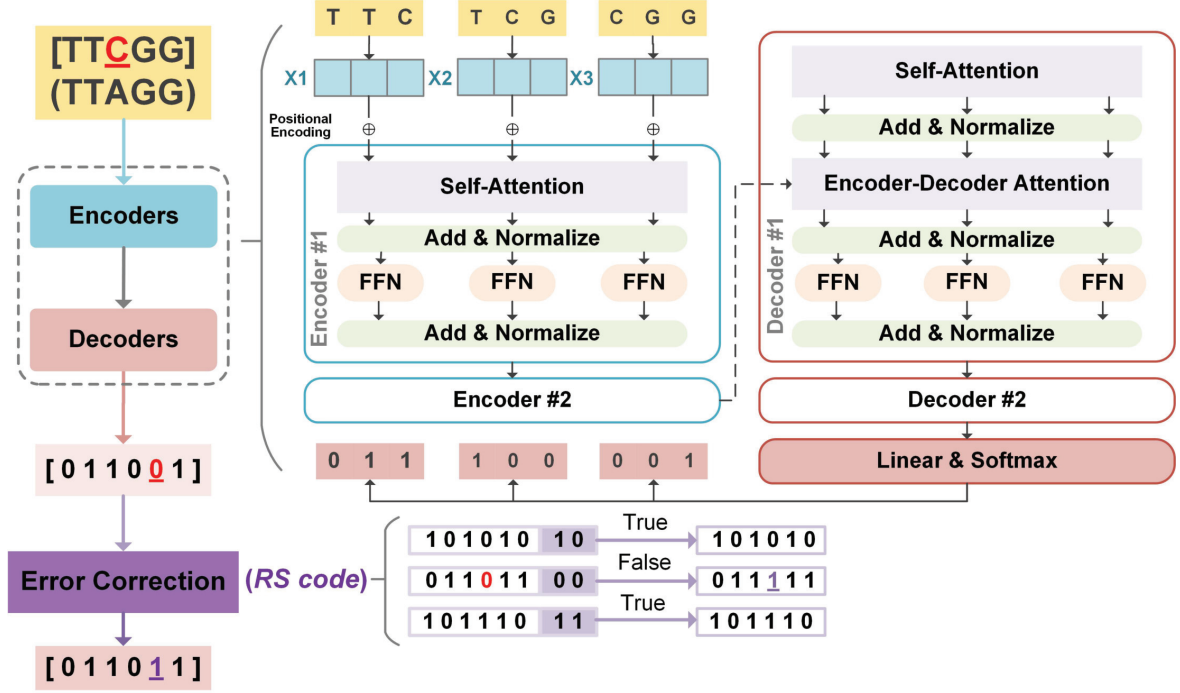 [TTCGG]
(TTAGG)
Encoders
Decoders
[ 0 1 1 0 0 1 ]
Error Correction
(RS code)
[ 0 1 1 0 1 1 ]
T T C
T C G
C G G
X1
X2
X3
Positional
Encoding
⊕ ⊕ ⊕
Encoder #1
Self-Attention
Add & Normalize
FFN FFN FFN
Add & Normalize
Encoder #2
0 1 1
1 0 0
0 0 1
Decoder #1
Self-Attention
Add & Normalize
Encoder-Decoder Attention
Add & Normalize
FFN FFN FFN
Add & Normalize
Decoder #2
Linear & Softmax
1 0 1 0 1 0 1 0 True 1 0 1 0 1 0
0 1 1 0 1 1 0 0 False 0 1 1 1 1 1
1 0 1 1 1 0 1 1 True 1 0 1 1 1 0